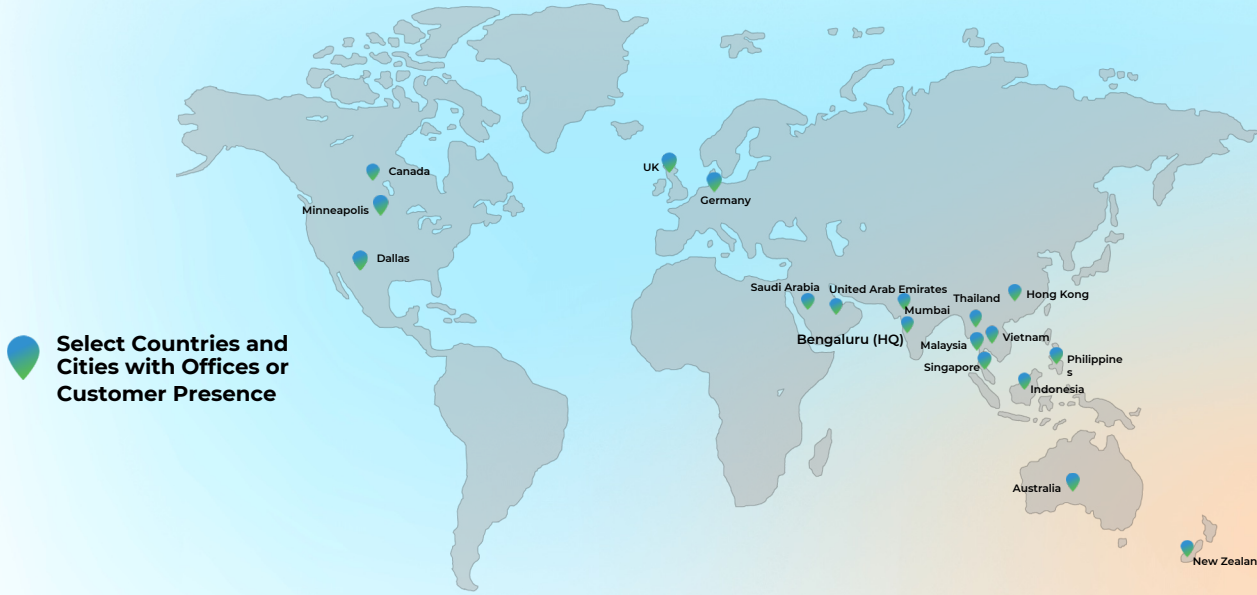 Canada
Minneapolis
Dallas
UK
Germany
Saudi Arabia
United Arab Emirates
Mumbai
Bengaluru (HQ)
Thailand
Hong Kong
Vietnam
Malaysia
Singapore
Philippine
s
Indonesia
Australia
New Zealan
Select Countries and
Cities with Offices or
Customer Presence